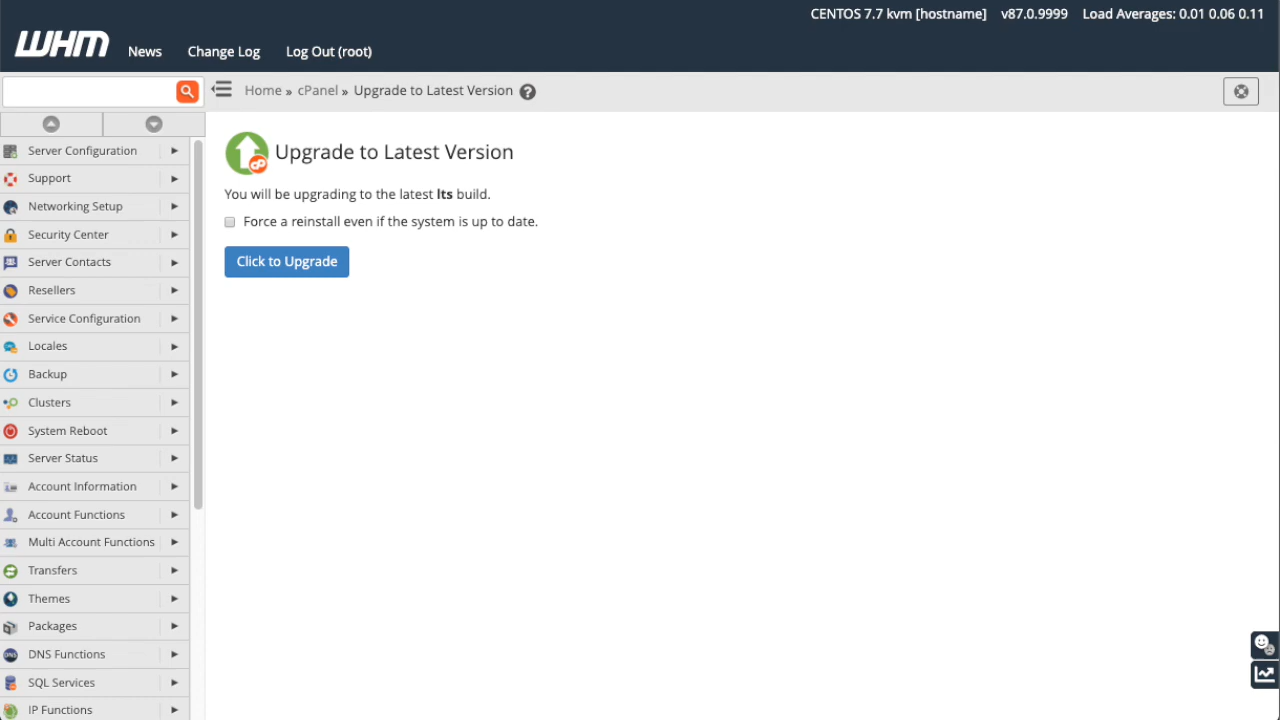 CENTOS 7.7 kvm [hostname] v87.0.9999 Load Averages: 0.01 0.06 0.11
WHM News Change Log Log Out (root)
Home » cPanel » Upgrade to Latest Version
Upgrade to Latest Version
You will be upgrading to the latest lts build.
Force a reinstall even if the system is up to date.
Click to Upgrade
Server Configuration
Support
Networking Setup
Security Center
Server Contacts
Resellers
Service Configuration
Locales
Backup
Clusters
System Reboot
Server Status
Account Information
Account Functions
Multi Account Functions
Transfers
Themes
Packages
DNS Functions
SQL Services
IP Functions